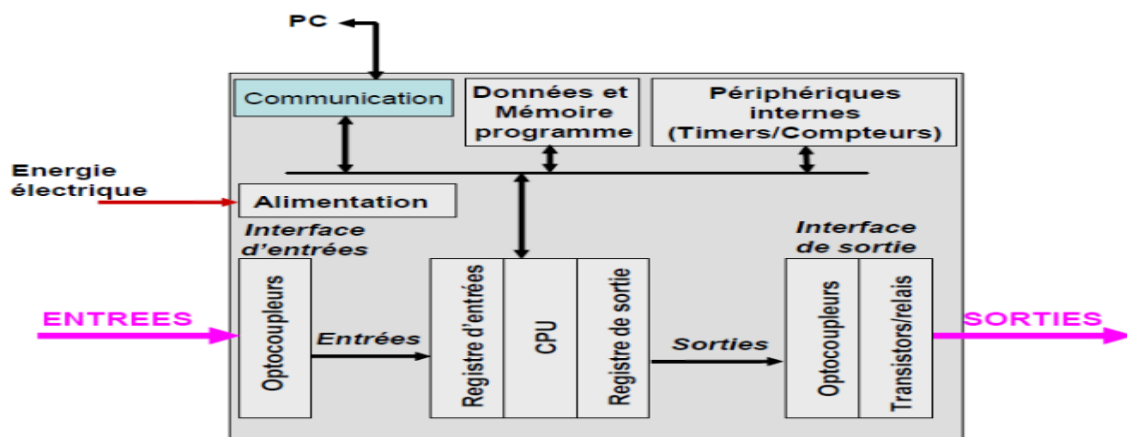 PC
Communication
Données et
Mémoire
programme
Périphériques
internes
(Timers/Compteurs)
Energie
électrique
Alimentation
Interface
d'entrées
Interface
de sortie
ENTREES
Optocoupleurs
Entrées
Registre d'entrées
CPU
Registre de sortie
Sorties
Optocoupleurs
Transistors/relais
SORTIES